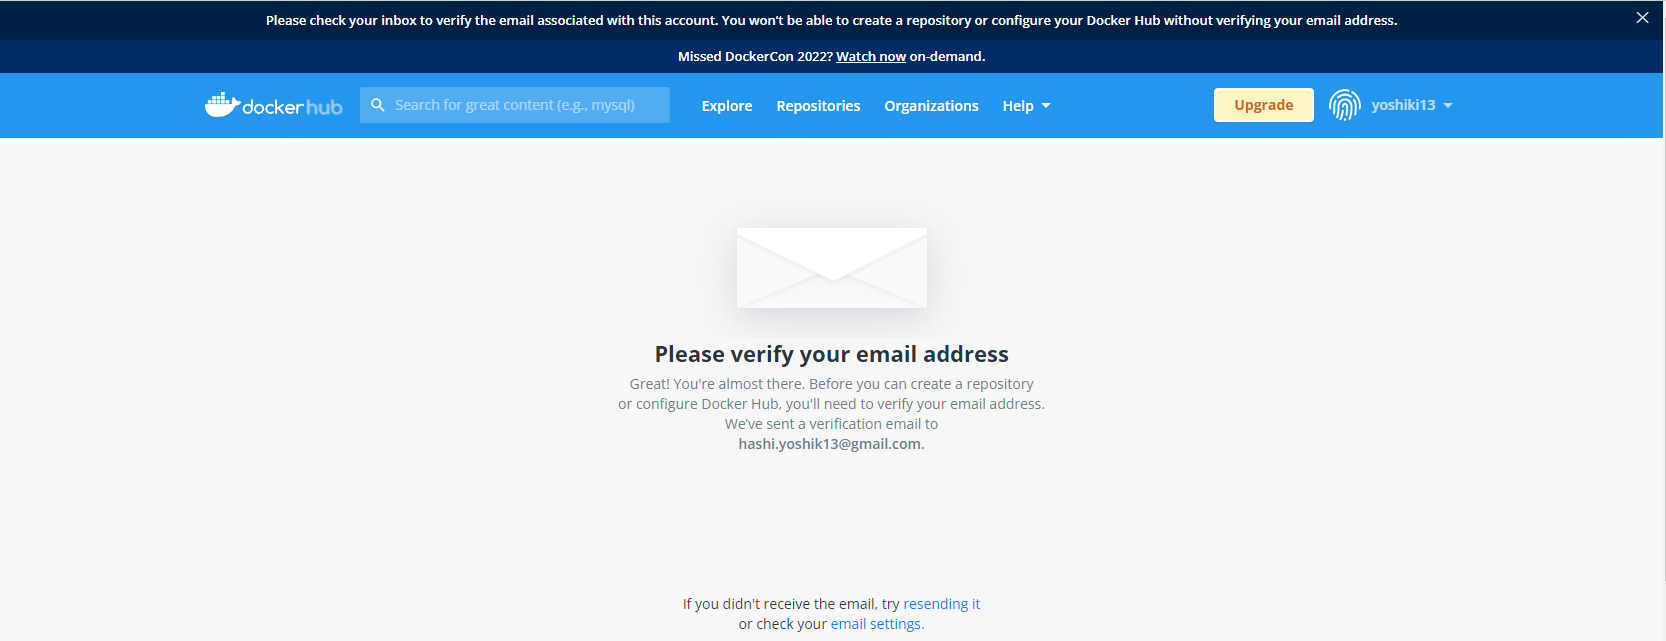 Please check your inbox to verify the email associated with this account. You won't be able to create a repository or configure your Docker Hub without verifying your email address.
Missed DockerCon 2022? Watch now on-demand.
dockerhub
Search for great content (e.g., mysql)
Explore
Repositories
Organizations
Help
Upgrade
yoshiki13
Please verify your email address
Great! You're almost there. Before you can create a repository
or configure Docker Hub, you'll need to verify your email address.
We've sent a verification email to
hashi.yoshik13@gmail.com.
If you didn't receive the email, try resending it
or check your email settings.